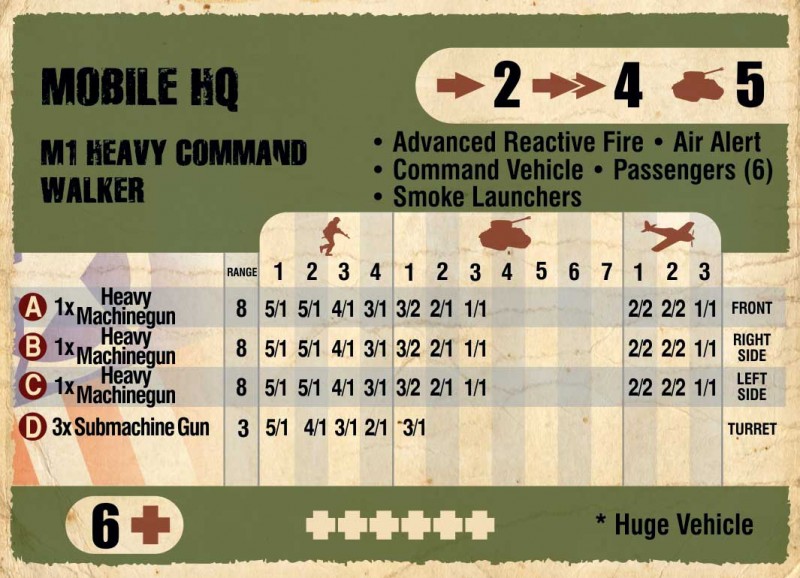 MOBILE HQ
2 4 5
M1 HEAVY COMMAND
WALKER
• Advanced Reactive Fire • Air Alert
• Command Vehicle • Passengers (6)
• Smoke Launchers
RANGE 1 2 3 4 1 2 3 4 5 6 7 1 2 3
A 1x Heavy Machinegun 8 5/1 5/1 4/1 3/1 3/2 2/1 1/1 2/2 2/2 1/1 FRONT
B 1x Heavy Machinegun 8 5/1 5/1 4/1 3/1 3/2 2/1 1/1 2/2 2/2 1/1 RIGHT SIDE
C 1x Heavy Machinegun 8 5/1 5/1 4/1 3/1 3/2 2/1 1/1 2/2 2/2 1/1 LEFT SIDE
D 3x Submachine Gun 3 5/1 4/1 3/1 2/1 3/1 TURRET
6
* Huge Vehicle